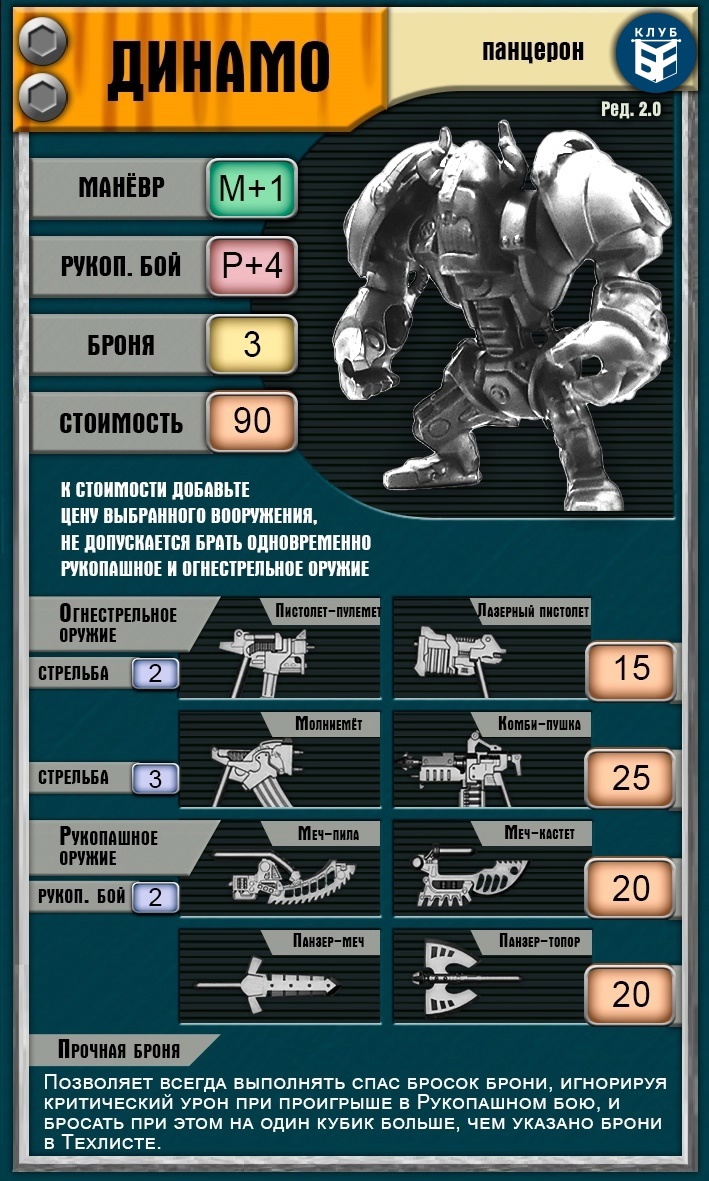 ДИНАМО
панцерон
КЛУБ
Ред. 2.0
МАНЁВР
М+1
РУКОП. БОЙ
Р+4
БРОНЯ
3
СТОИМОСТЬ
90
К СТОИМОСТИ ДОБАВЬТЕ
ЦЕНУ ВЫБРАННОГО ВООРУЖЕНИЯ,
НЕ ДОПУСКАЕТСЯ БРАТЬ ОДНОВРЕМЕННО
РУКОПАШНОЕ И ОГНЕСТРЕЛЬНОЕ ОРУЖИЕ
Огнестрельное
оружие
Пистолет-пулемет
Лазерный пистолет
СТРЕЛЬБА
2
15
Молниемёт
Комби-пушка
СТРЕЛЬБА
3
25
Рукопашное
оружие
Меч-пила
Меч-кастет
РУКОП. БОЙ
2
20
Панзер-меч
Панзер-топор
20
Прочная броня
Позволяет всегда выполнять спас бросок брони, игнорируя
критический урон при проигрыше в Рукопашном бою, и
бросать при этом на один кубик больше, чем указано брони
в Техлисте.